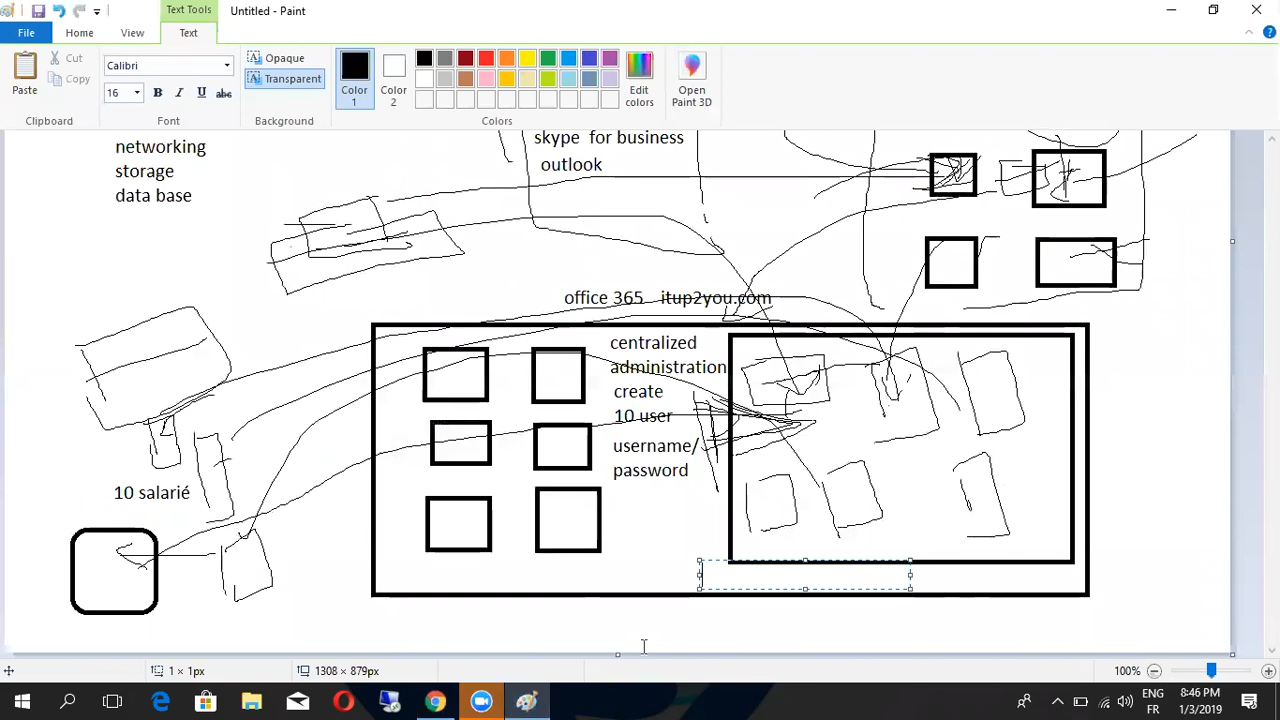 Text Tools
Untitled - Paint
File
Home
View
Text
Paste
Cut
Copy
Calibri
16
B
I
U
abc
Opaque
Transparent
Color
1
Color
2
Edit
colors
Open
Paint 3D
Clipboard
Font
Background
Colors
networking
storage
data base
skype for business
outlook
office 365 itup2you.com
centralized
administration
create
10 user
username/
password
10 salarié
1 × 1px
1308 × 879px
100%
ENG
FR
8:46 PM
1/3/2019